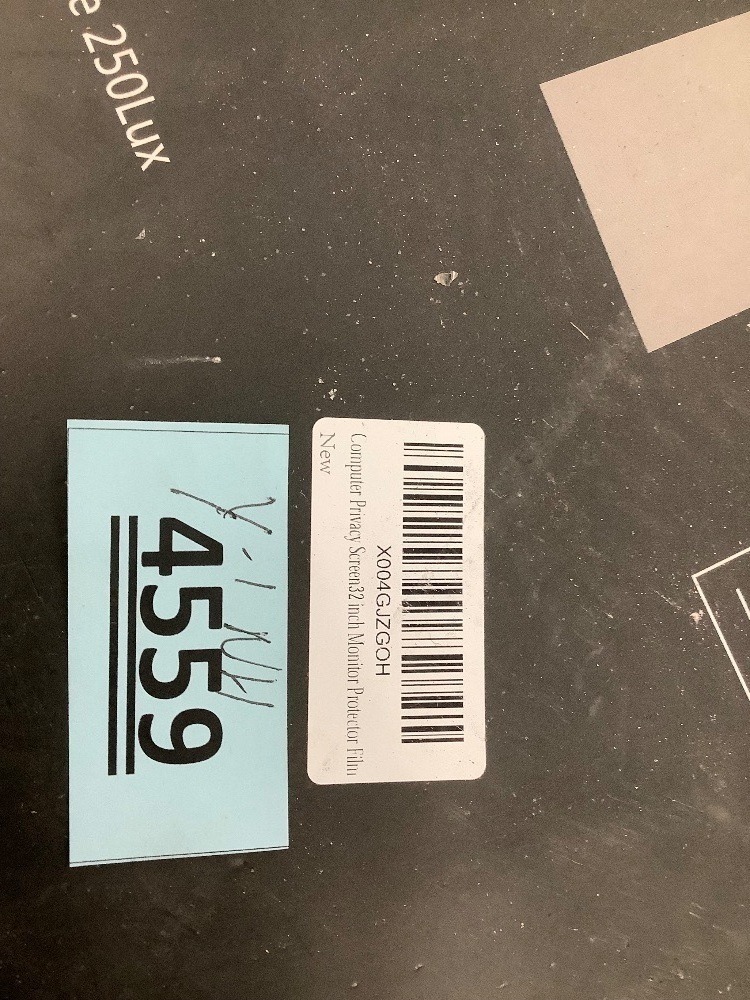 e 250Lux
X004GJZGOH
Computer Privacy Screen32 inch Monitor Protector Film
New
4559